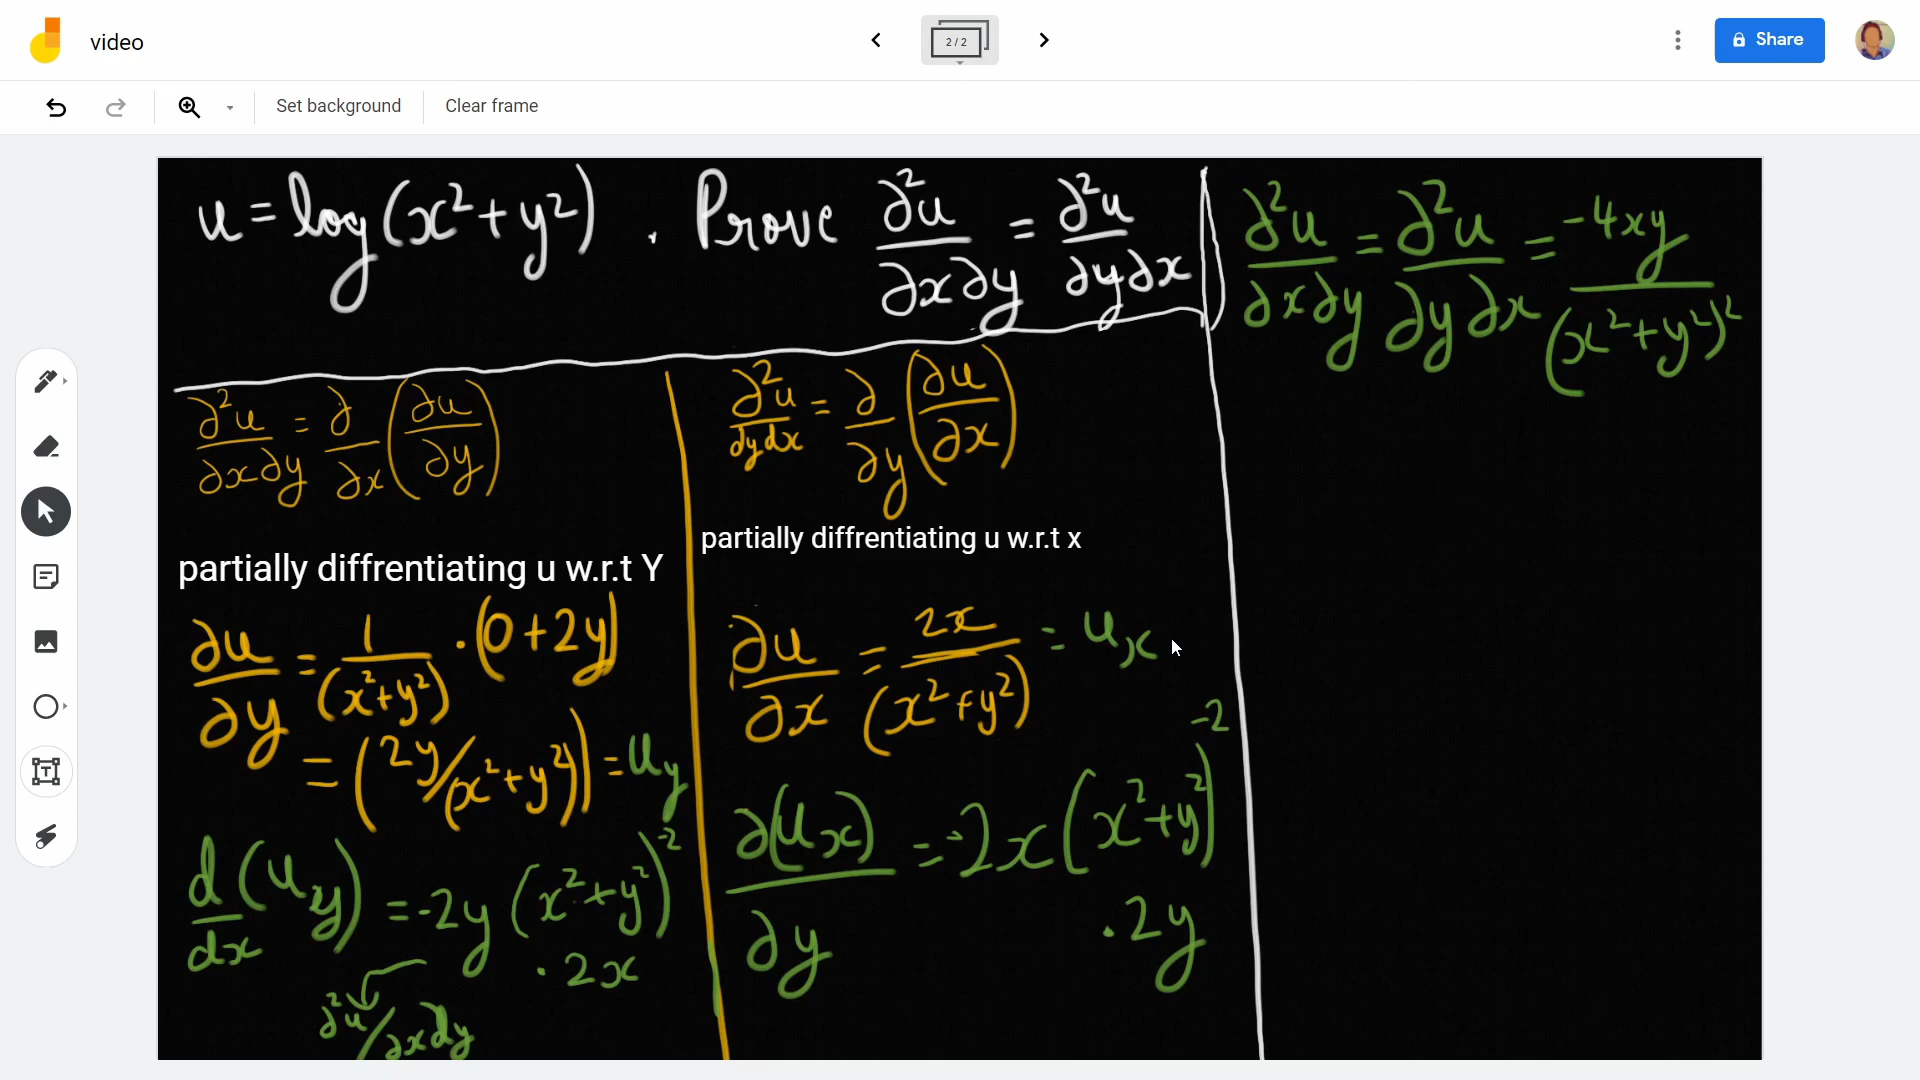 video
2 / 2
Share
Set background
Clear frame
u = log(x²+y²) . Prove ∂²u/∂x∂y = ∂²u/∂y∂x
∂²u/∂x∂y = ∂/∂x (∂u/∂y)
partially diffrentiating u w.r.t Y
∂u/∂y = 1/(x²+y²) . (0+2y)
= (2y/(x²+y²)) = u_y
d/dx (u_y) = -2y (x²+y²)⁻²
. 2x
∂²u/∂x∂y
∂²u/∂y∂x = ∂/∂y (∂u/∂x)
partially diffrentiating u w.r.t x
∂u/∂x = 2x/(x²+y²) = u_x
∂(u_x)/∂y = -2x (x²+y²)⁻²
. 2y
∂²u/∂x∂y = ∂²u/∂y∂x = -4xy/(x²+y²)²